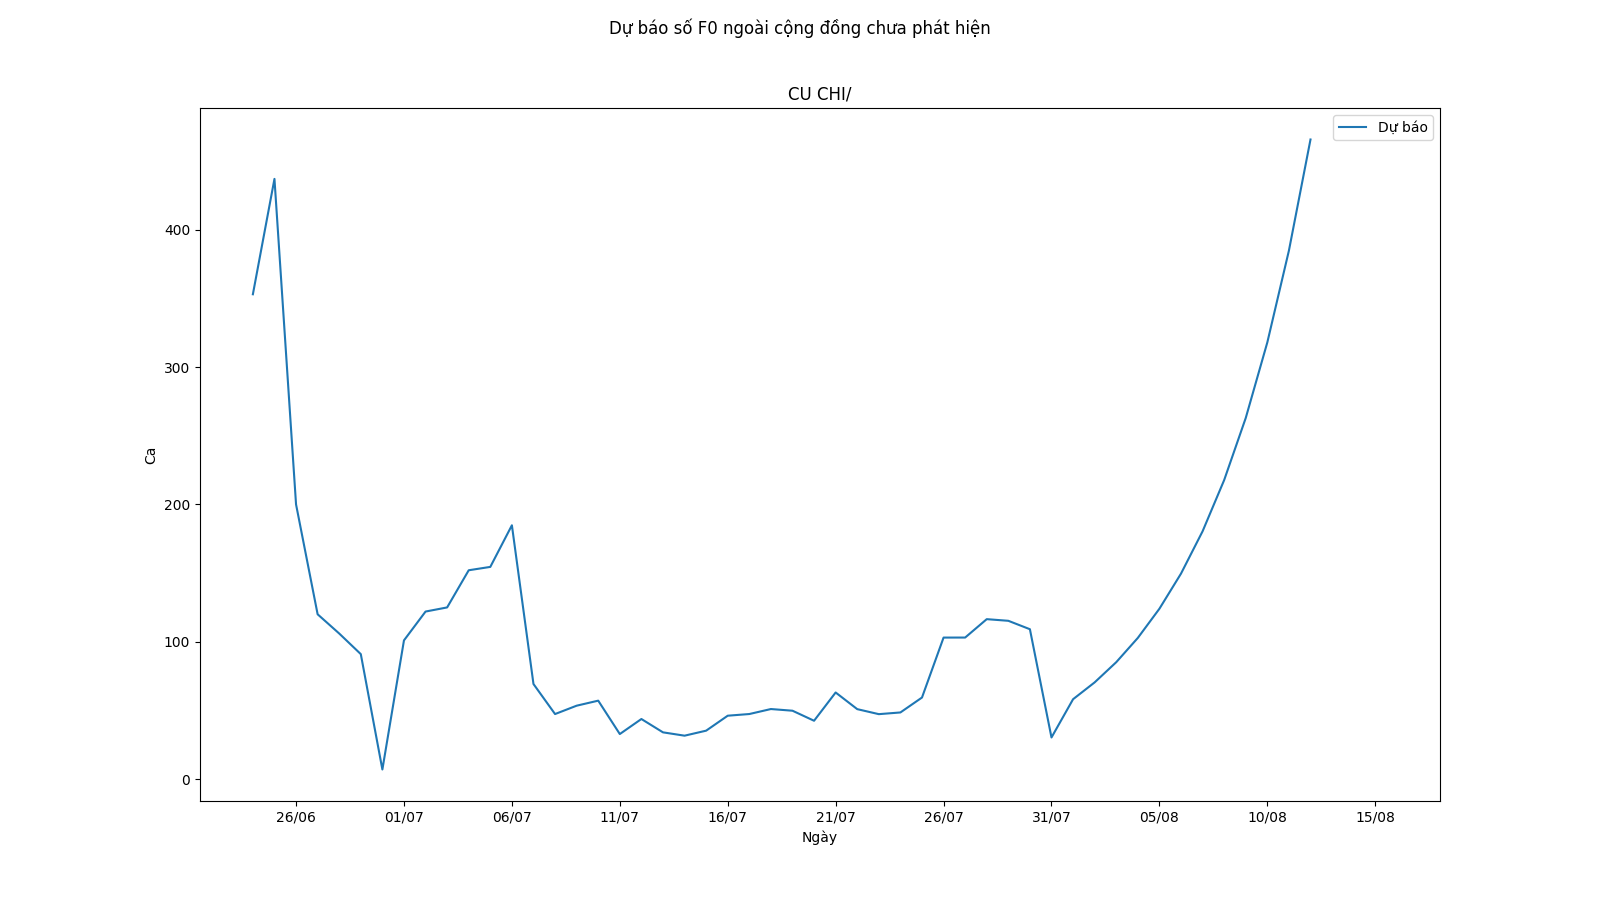 Dự báo số F0 ngoài cộng đồng chưa phát hiện
CU CHI/
Dự báo
400
300
200
100
0
Ca
26/06 01/07 06/07 11/07 16/07 21/07 26/07 31/07 05/08 10/08 15/08
Ngày